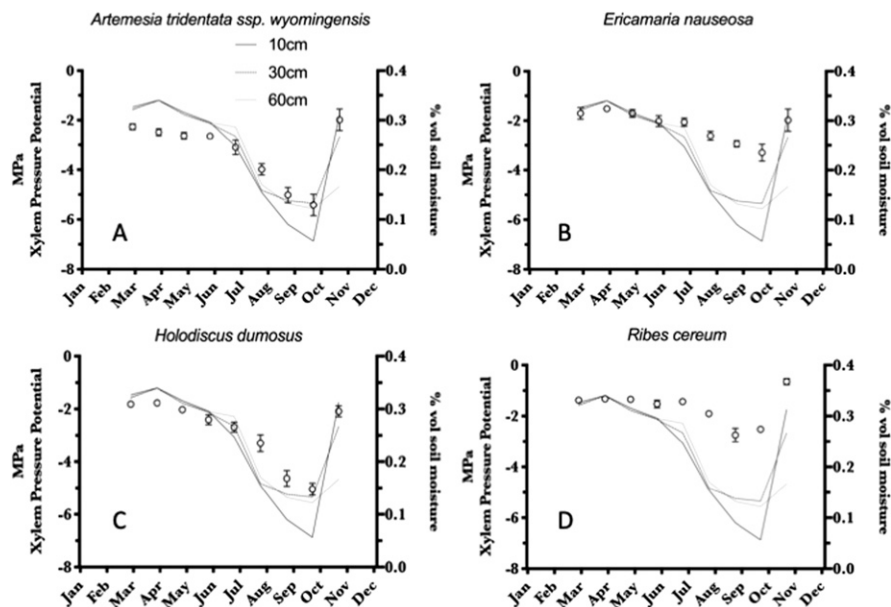 Artemesia tridentata ssp. wyomingensis
10cm
30cm
60cm
0
-2
-4
-6
-8
MPa
Xylem Pressure Potential
0.4
0.3
0.2
0.1
0.0
% vol soil moisture
A
Jan Feb Mar Apr May Jun Jul Aug Sep Oct Nov Dec
Ericamaria nauseosa
0
-2
-4
-6
-8
MPa
Xylem Pressure Potential
0.4
0.3
0.2
0.1
0.0
% vol soil moisture
B
Jan Feb Mar Apr May Jun Jul Aug Sep Oct Nov Dec
Holodiscus dumosus
0
-2
-4
-6
-8
MPa
Xylem Pressure Potential
0.4
0.3
0.2
0.1
0.0
% vol soil moisture
C
Jan Feb Mar Apr May Jun Jul Aug Sep Oct Nov Dec
Ribes cereum
0
-2
-4
-6
-8
MPa
Xylem Pressure Potential
0.4
0.3
0.2
0.1
0.0
% vol soil moisture
D
Jan Feb Mar Apr May Jun Jul Aug Sep Oct Nov Dec